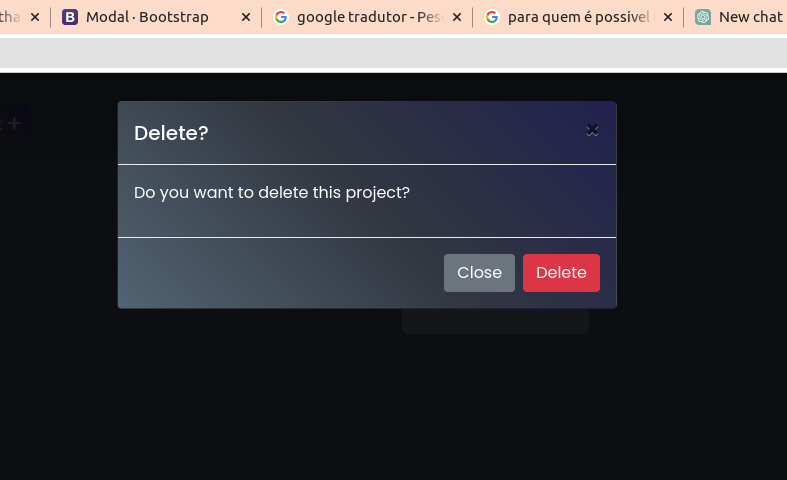 Modal · Bootstrap
google tradutor - Pes
para quem é possivel
New chat
Delete?
Do you want to delete this project?
Close
Delete